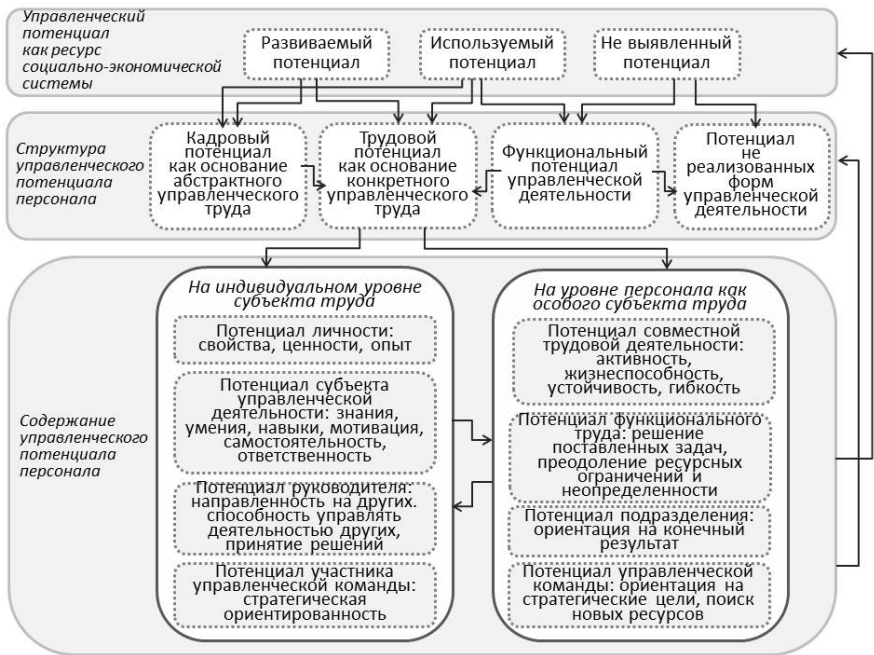 Управленческий
потенциал
как ресурс
социально-экономической
системы
Развиваемый
потенциал
Используемый
потенциал
Не выявленный
потенциал
Структура
управленческого
потенциала
персонала
Кадровый
потенциал
как основание
абстрактного
управленческого
труда
Трудовой
потенциал
как основание
конкретного
управленческого
труда
Функциональный
потенциал
управленческой
деятельности
Потенциал
не
реализованных
форм
управленческой
деятельности
Содержание
управленческого
потенциала
персонала
На индивидуальном уровне
субъекта труда
Потенциал личности:
свойства, ценности, опыт
Потенциал субъекта
управленческой
деятельности: знания,
умения, навыки, мотивация,
самостоятельность,
ответственность
Потенциал руководителя:
направленность на других.
способность управлять
деятельностью других,
принятие решений
Потенциал участника
управленческой команды:
стратегическая
ориентированность
На уровне персонала как
особого субъекта труда
Потенциал совместной
трудовой деятельности:
активность,
жизнеспособность,
устойчивость, гибкость
Потенциал функционального
труда: решение
поставленных задач,
преодоление ресурсных
ограничений и
неопределенности
Потенциал подразделения:
ориентация на конечный
результат
Потенциал управленческой
команды: ориентация на
стратегические цели, поиск
новых ресурсов